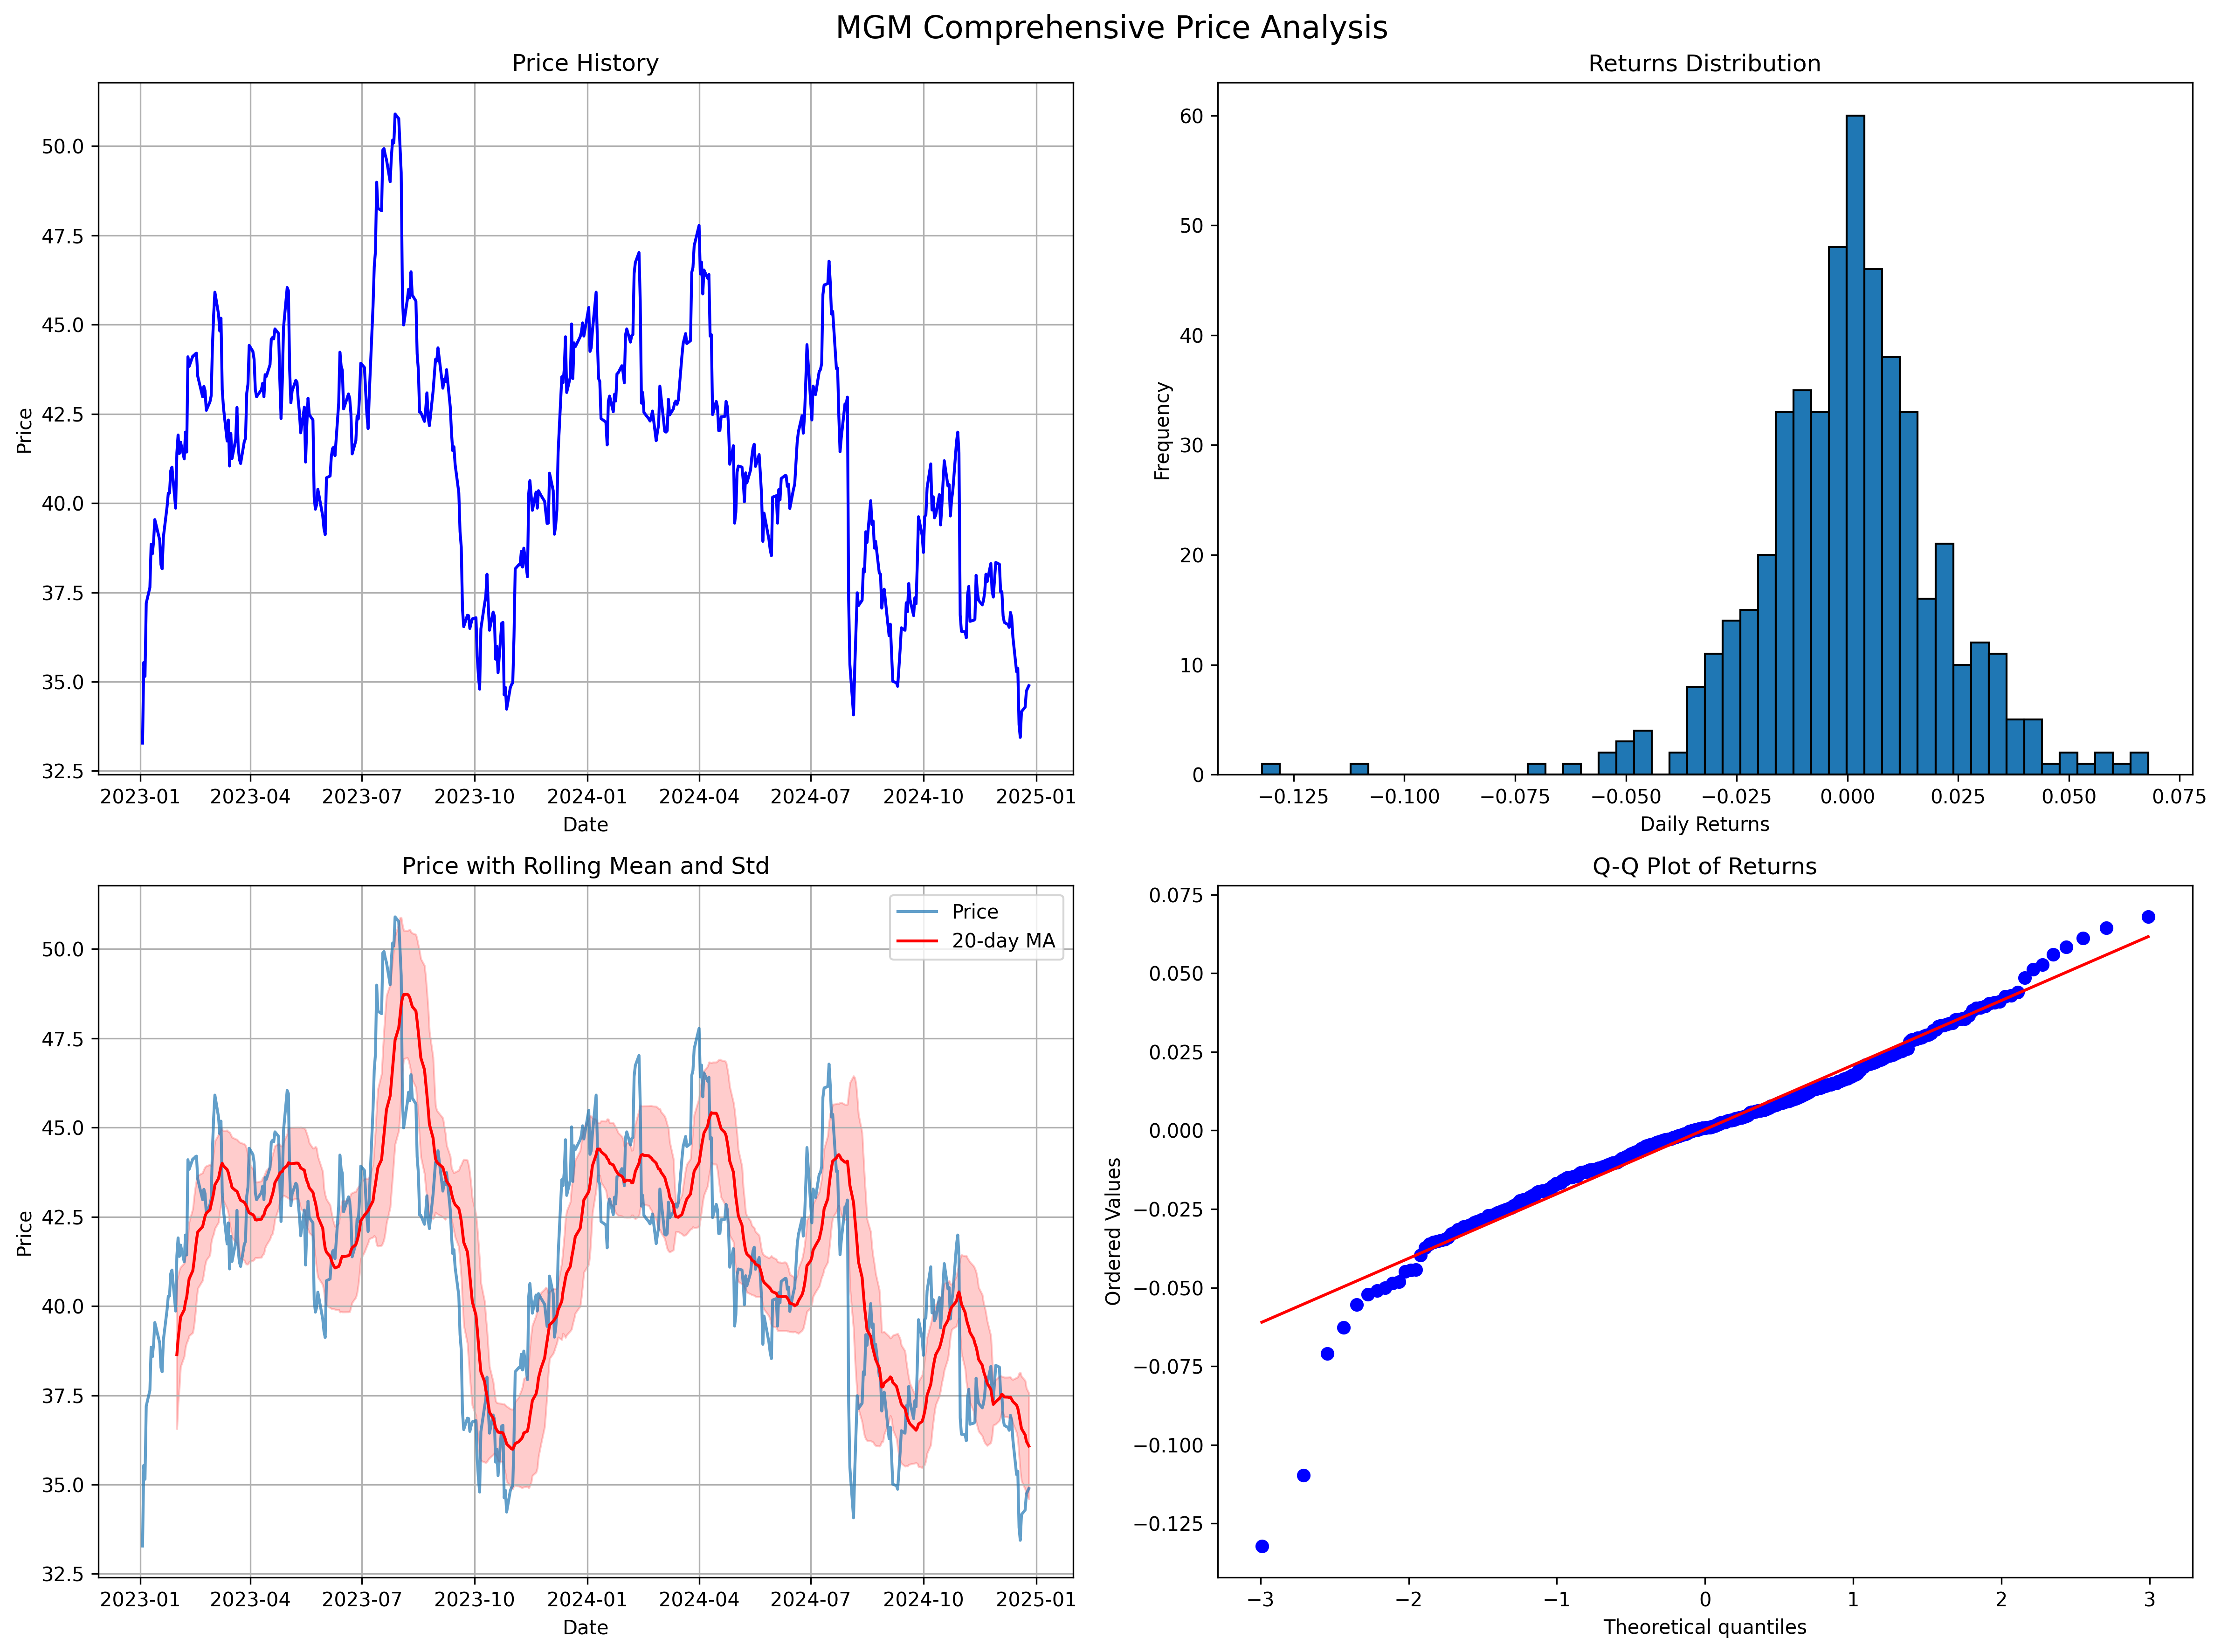 MGM Comprehensive Price Analysis
Price History
50.0
47.5
45.0
42.5
40.0
37.5
35.0
32.5
Price
2023-01 2023-04 2023-07 2023-10 2024-01 2024-04 2024-07 2024-10 2025-01
Date
Returns Distribution
60
50
40
30
20
10
0
Frequency
−0.125 −0.100 −0.075 −0.050 −0.025 0.000 0.025 0.050 0.075
Daily Returns
Price with Rolling Mean and Std
Price
20-day MA
50.0
47.5
45.0
42.5
40.0
37.5
35.0
32.5
Price
2023-01 2023-04 2023-07 2023-10 2024-01 2024-04 2024-07 2024-10 2025-01
Date
Q-Q Plot of Returns
0.075
0.050
0.025
0.000
−0.025
−0.050
−0.075
−0.100
−0.125
Ordered Values
−3 −2 −1 0 1 2 3
Theoretical quantiles